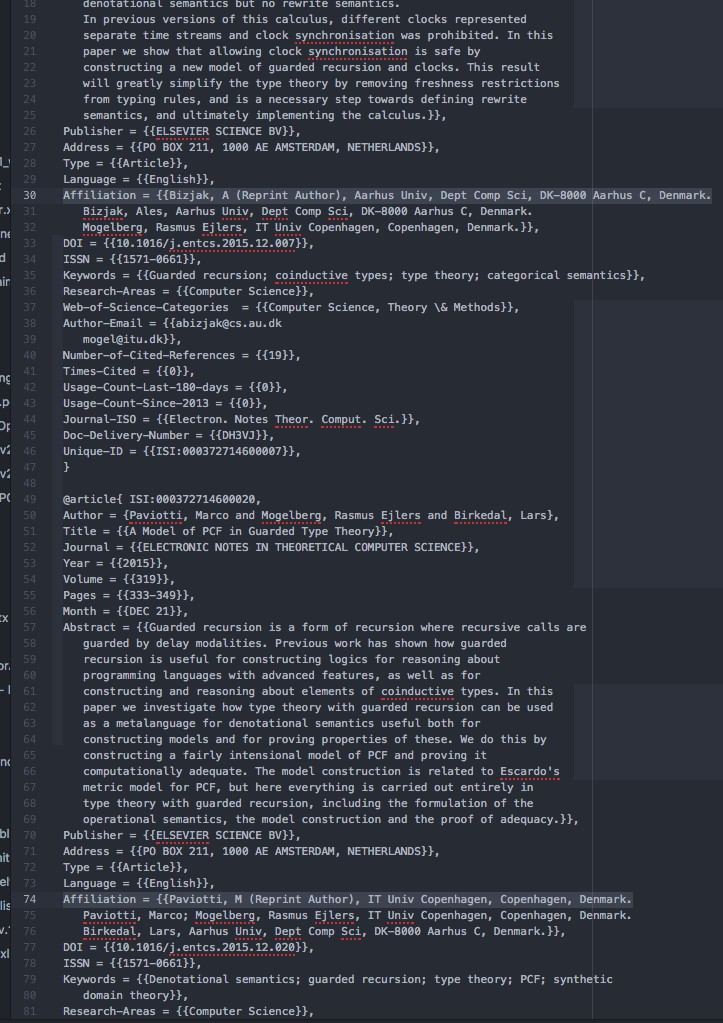 18 denotational semantics but no rewrite semantics.
19 In previous versions of this calculus, different clocks represented
20 separate time streams and clock synchronisation was prohibited. In this
21 paper we show that allowing clock synchronisation is safe by
22 constructing a new model of guarded recursion and clocks. This result
23 will greatly simplify the type theory by removing freshness restrictions
24 from typing rules, and is a necessary step towards defining rewrite
25 semantics, and ultimately implementing the calculus.}},
26 Publisher = {{ELSEVIER SCIENCE BV}},
27 Address = {{PO BOX 211, 1000 AE AMSTERDAM, NETHERLANDS}},
28 Type = {{Article}},
29 Language = {{English}},
30 Affiliation = {{Bizjak, A (Reprint Author), Aarhus Univ, Dept Comp Sci, DK-8000 Aarhus C, Denmark.
31 Bizjak, Ales, Aarhus Univ, Dept Comp Sci, DK-8000 Aarhus C, Denmark.
32 Mogelberg, Rasmus Ejlers, IT Univ Copenhagen, Copenhagen, Denmark.}},
33 DOI = {{10.1016/j.entcs.2015.12.007}},
34 ISSN = {{1571-0661}},
35 Keywords = {{Guarded recursion; coinductive types; type theory; categorical semantics}},
36 Research-Areas = {{Computer Science}},
37 Web-of-Science-Categories  = {{Computer Science, Theory \& Methods}},
38 Author-Email = {{abizjak@cs.au.dk
39 mogel@itu.dk}},
40 Number-of-Cited-References = {{19}},
41 Times-Cited = {{0}},
42 Usage-Count-Last-180-days = {{0}},
43 Usage-Count-Since-2013 = {{0}},
44 Journal-ISO = {{Electron. Notes Theor. Comput. Sci.}},
45 Doc-Delivery-Number = {{DH3VJ}},
46 Unique-ID = {{ISI:000372714600007}},
47 }
48
49 @article{ ISI:000372714600020,
50 Author = {Paviotti, Marco and Mogelberg, Rasmus Ejlers and Birkedal, Lars},
51 Title = {{A Model of PCF in Guarded Type Theory}},
52 Journal = {{ELECTRONIC NOTES IN THEORETICAL COMPUTER SCIENCE}},
53 Year = {{2015}},
54 Volume = {{319}},
55 Pages = {{333-349}},
56 Month = {{DEC 21}},
57 Abstract = {{Guarded recursion is a form of recursion where recursive calls are
58 guarded by delay modalities. Previous work has shown how guarded
59 recursion is useful for constructing logics for reasoning about
60 programming languages with advanced features, as well as for
61 constructing and reasoning about elements of coinductive types. In this
62 paper we investigate how type theory with guarded recursion can be used
63 as a metalanguage for denotational semantics useful both for
64 constructing models and for proving properties of these. We do this by
65 constructing a fairly intensional model of PCF and proving it
66 computationally adequate. The model construction is related to Escardo's
67 metric model for PCF, but here everything is carried out entirely in
68 type theory with guarded recursion, including the formulation of the
69 operational semantics, the model construction and the proof of adequacy.}},
70 Publisher = {{ELSEVIER SCIENCE BV}},
71 Address = {{PO BOX 211, 1000 AE AMSTERDAM, NETHERLANDS}},
72 Type = {{Article}},
73 Language = {{English}},
74 Affiliation = {{Paviotti, M (Reprint Author), IT Univ Copenhagen, Copenhagen, Denmark.
75 Paviotti, Marco; Mogelberg, Rasmus Ejlers, IT Univ Copenhagen, Copenhagen, Denmark.
76 Birkedal, Lars, Aarhus Univ, Dept Comp Sci, DK-8000 Aarhus C, Denmark.}},
77 DOI = {{10.1016/j.entcs.2015.12.020}},
78 ISSN = {{1571-0661}},
79 Keywords = {{Denotational semantics; guarded recursion; type theory; PCF; synthetic
80 domain theory}},
81 Research-Areas = {{Computer Science}},